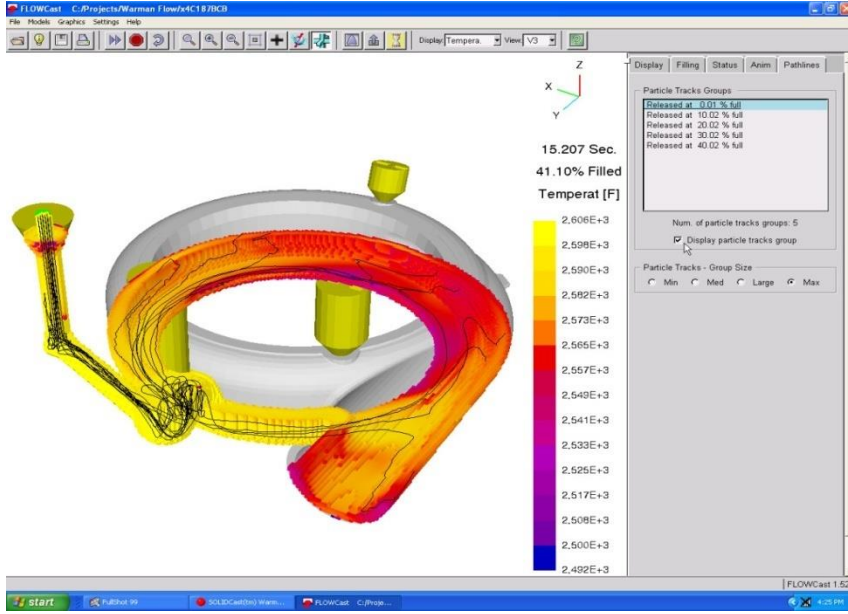 FLOWCast C:/Projects/Warman Flow/x4C187BCB
File Models Graphics Settings Help
Display: Tempera. View: V3
Z
X
Y
15.207 Sec.
41.10% Filled
Temperat [F]
2,606E+3
2,598E+3
2,590E+3
2,582E+3
2,573E+3
2,565E+3
2,557E+3
2,549E+3
2,541E+3
2,533E+3
2,525E+3
2,517E+3
2,508E+3
2,500E+3
2,492E+3
Display Filling Status Anim Pathlines
Particle Tracks Groups
Released at 0.01 % full
Released at 10.02 % full
Released at 20.02 % full
Released at 30.02 % full
Released at 40.02 % full
Num. of particle tracks groups: 5
Display particle tracks group
Particle Tracks - Group Size
Min Med Large Max
FLOWCast 1.52
start FullShot 99 SOLIDCast(tm) Warm... FLOWCast C:/Proje... 4:25 PM